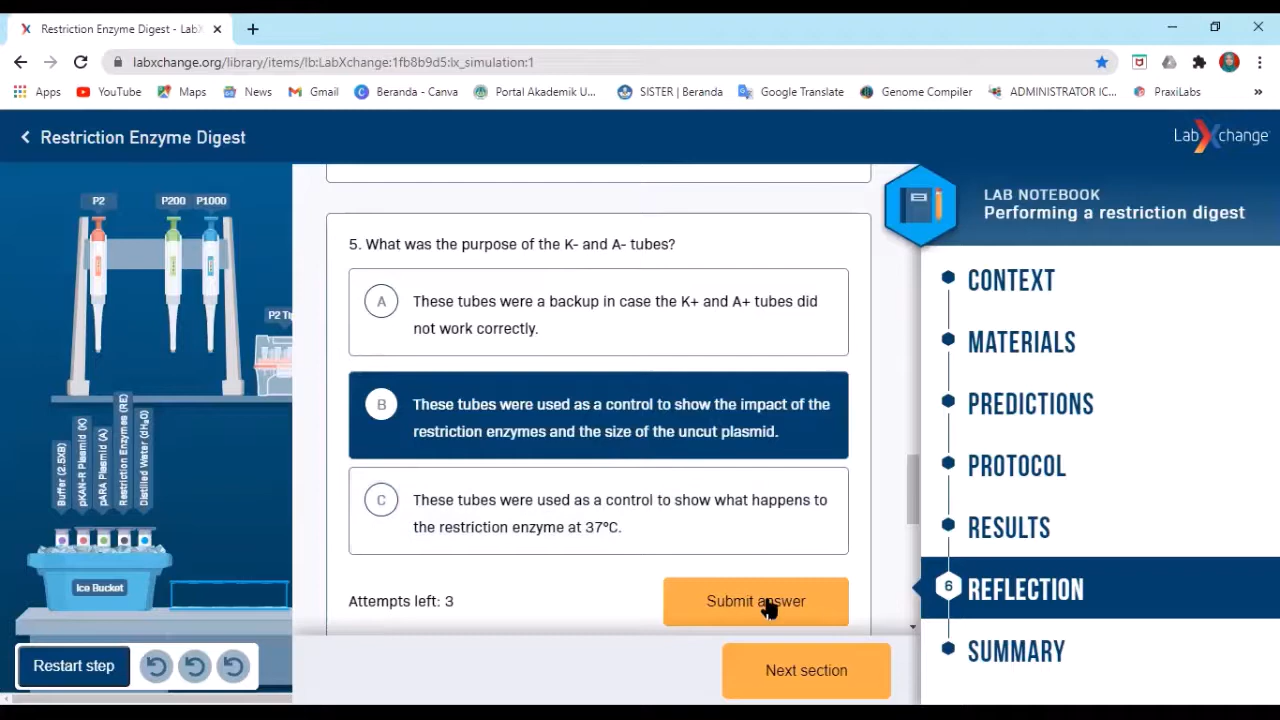 Restriction Enzyme Digest - LabX
labxchange.org/library/items/lb:LabXchange:1fb8b9d5:lx_simulation:1
Apps YouTube Maps News Gmail Beranda - Canva Portal Akademik U... SISTER | Beranda Google Translate Genome Compiler ADMINISTRATOR IC... PraxiLabs »
Restriction Enzyme Digest
LabXchange
P2 P200 P1000
P2 Ti
Buffer (2.5XB)
pKAN-R Plasmid (K)
pARA Plasmid (A)
Restriction Enzymes (RE)
Distilled Water (dH₂O)
Ice Bucket
Restart step
5. What was the purpose of the K- and A- tubes?
A
These tubes were a backup in case the K+ and A+ tubes did
not work correctly.
B
These tubes were used as a control to show the impact of the
restriction enzymes and the size of the uncut plasmid.
C
These tubes were used as a control to show what happens to
the restriction enzyme at 37ºC.
Attempts left: 3
Submit answer
Next section
LAB NOTEBOOK
Performing a restriction digest
CONTEXT
MATERIALS
PREDICTIONS
PROTOCOL
RESULTS
6 REFLECTION
SUMMARY